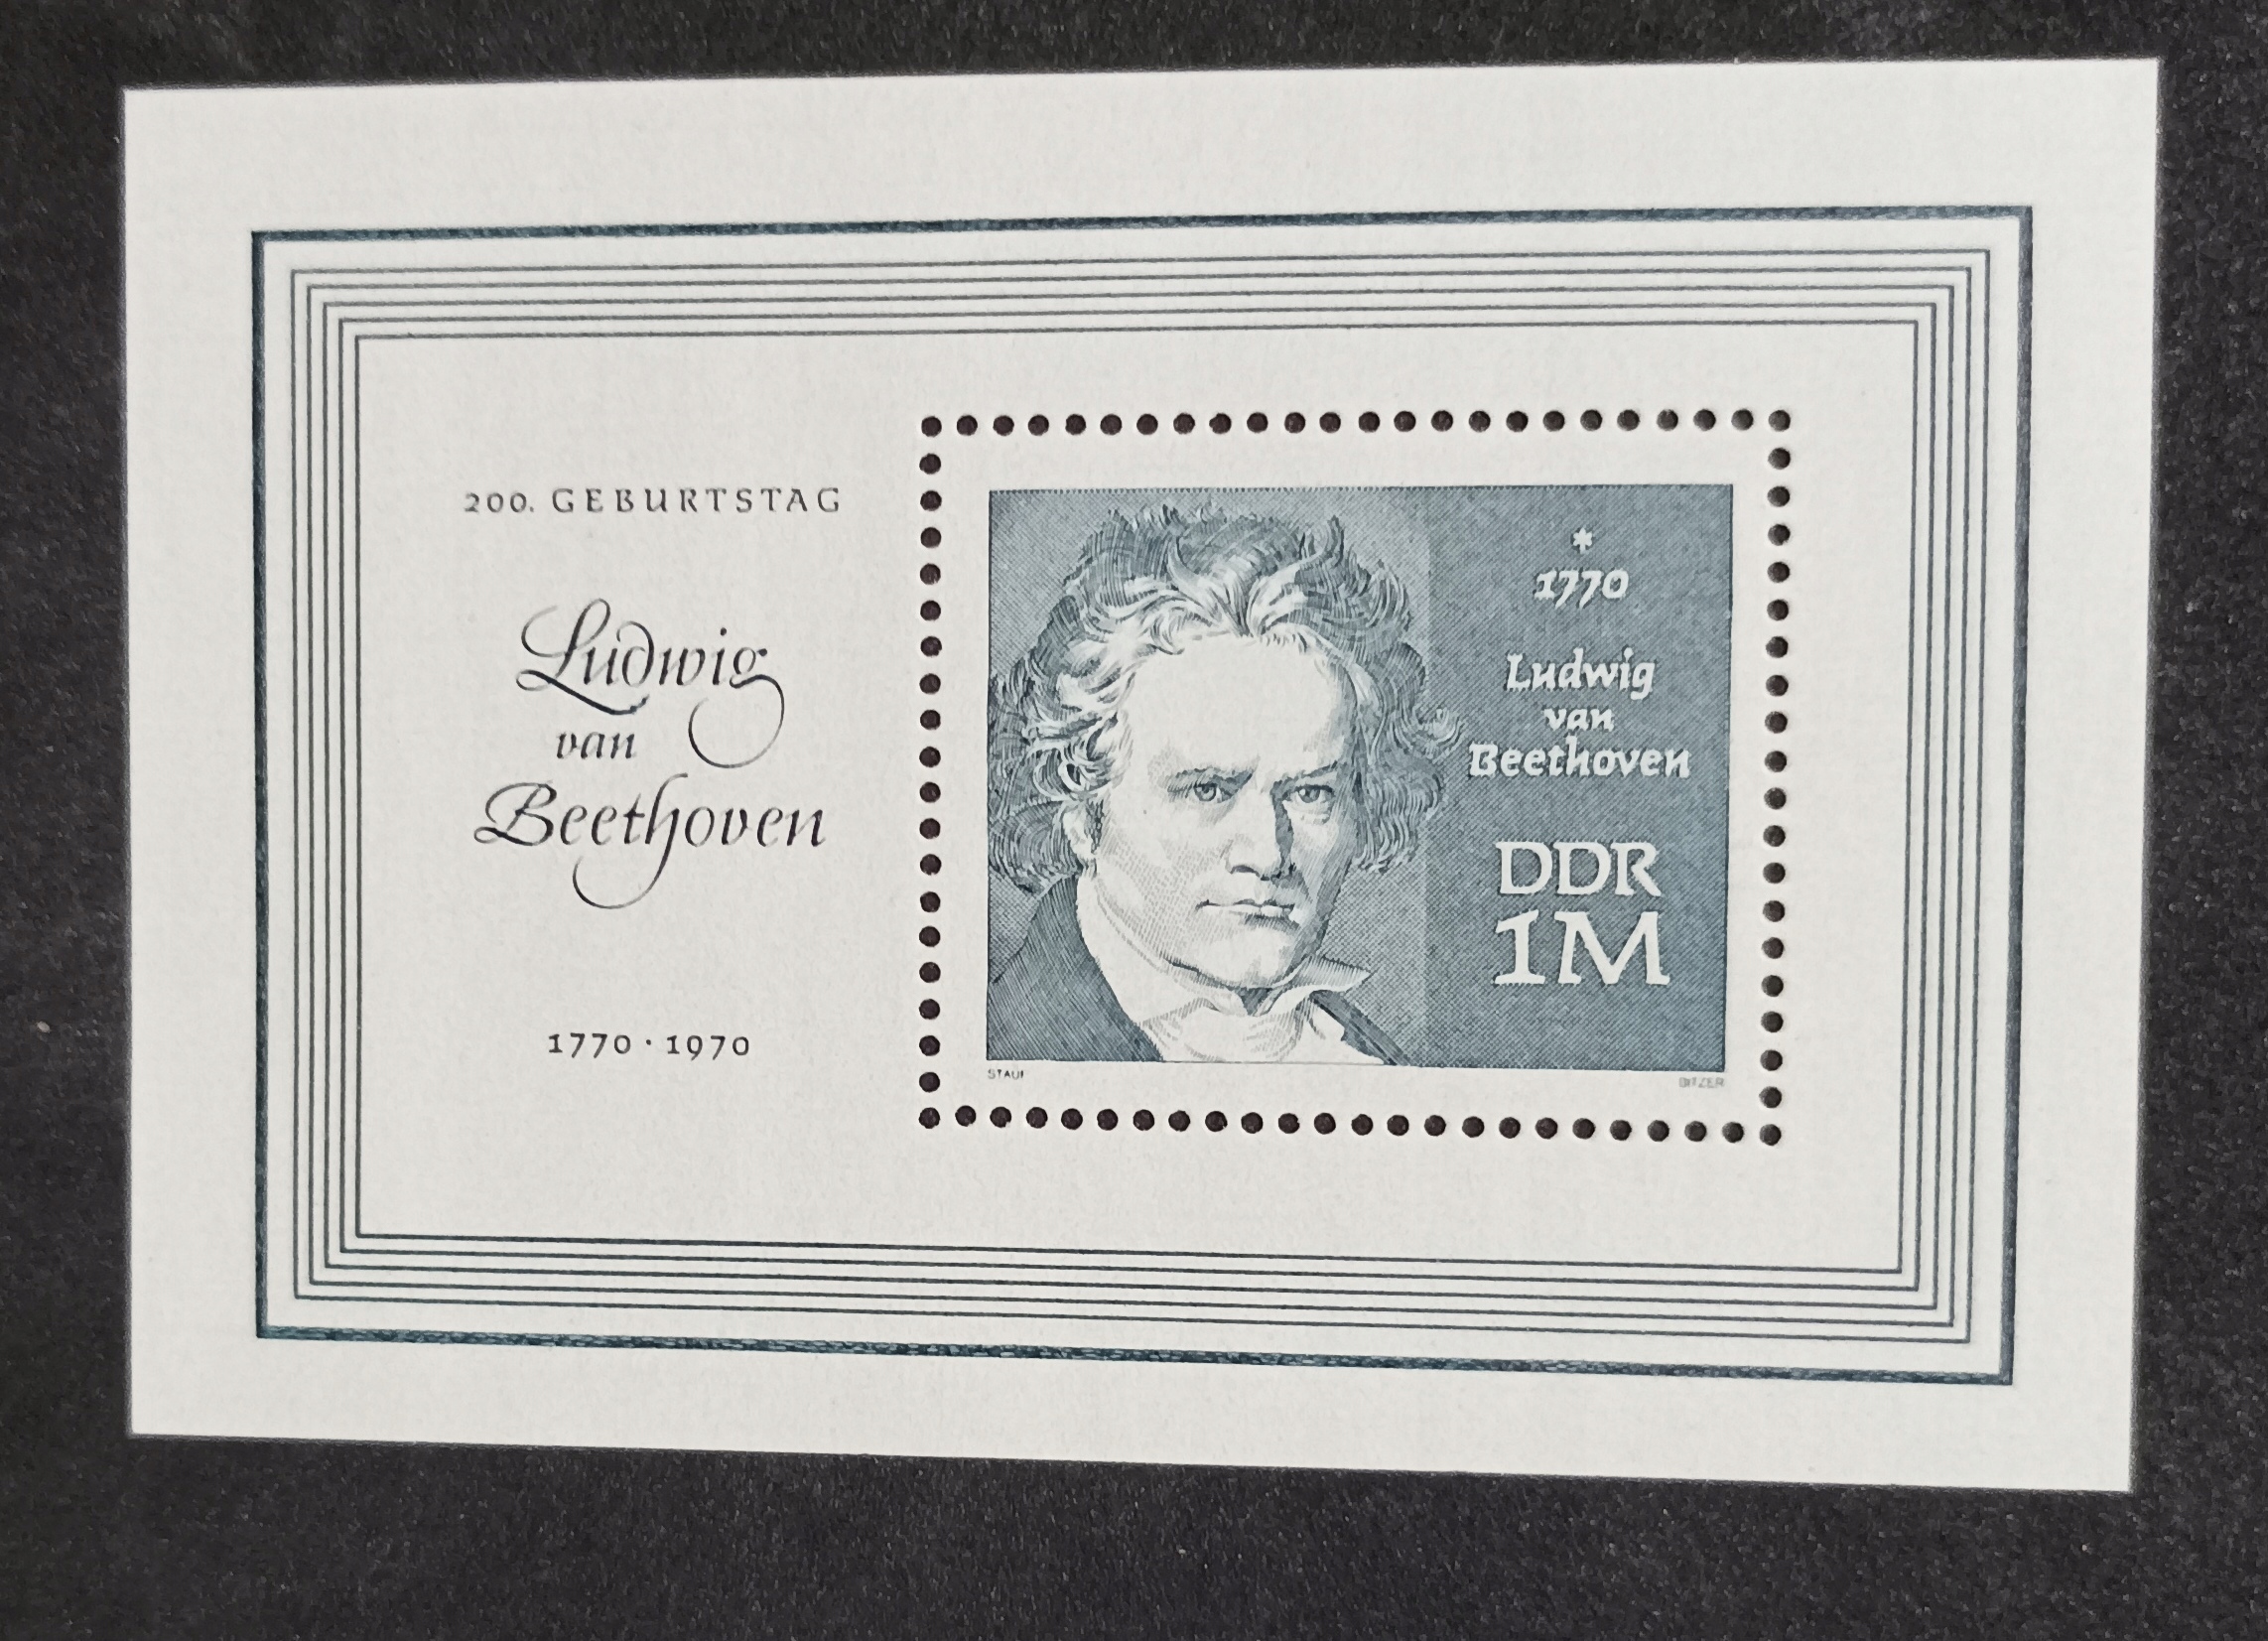 200. GEBURTSTAG
Ludwig
van
Beethoven
1770 · 1970
*
1770
Ludwig
van
Beethoven
DDR
1M
STAUF
BITZER